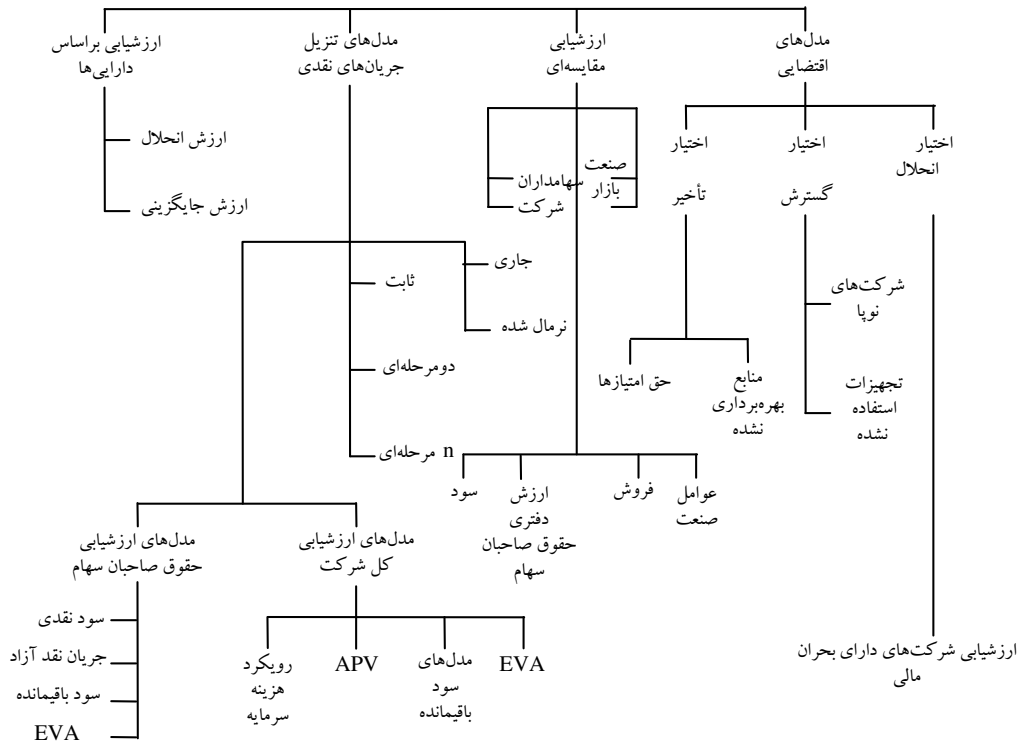 مدل‌های
اقتضایی
ارزشیابی
مقایسه‌ای
مدل‌های تنزیل
جریان‌های نقدی
ارزشیابی براساس
دارایی‌ها
اختیار
انحلال
اختیار
گسترش
اختیار
تأخیر
صنعت
بازار
سهامداران
شرکت
ارزش انحلال
ارزش جایگزینی
جاری
نرمال شده
ثابت
دومرحله‌ای
n مرحله‌ای
شرکت‌های
نوپا
تجهیزات
استفاده
نشده
منابع
بهره‌برداری
نشده
حق امتیازها
عوامل
صنعت
فروش
ارزش
دفتری
حقوق صاحبان
سهام
سود
مدل‌های ارزشیابی
کل شرکت
مدل‌های ارزشیابی
حقوق صاحبان سهام
EVA
مدل‌های
سود
باقیمانده
APV
رویکرد
هزینه
سرمایه
سود نقدی
جریان نقد آزاد
سود باقیمانده
EVA
ارزشیابی شرکت‌های دارای بحران
مالی